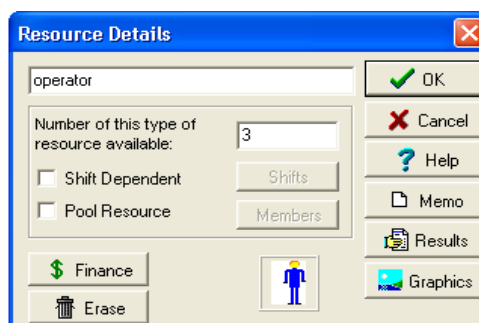 Resource Details
operator
OK
Number of this type of
resource available:
3
Cancel
Help
Shift Dependent
Shifts
Memo
Pool Resource
Members
Results
Finance
Graphics
Erase